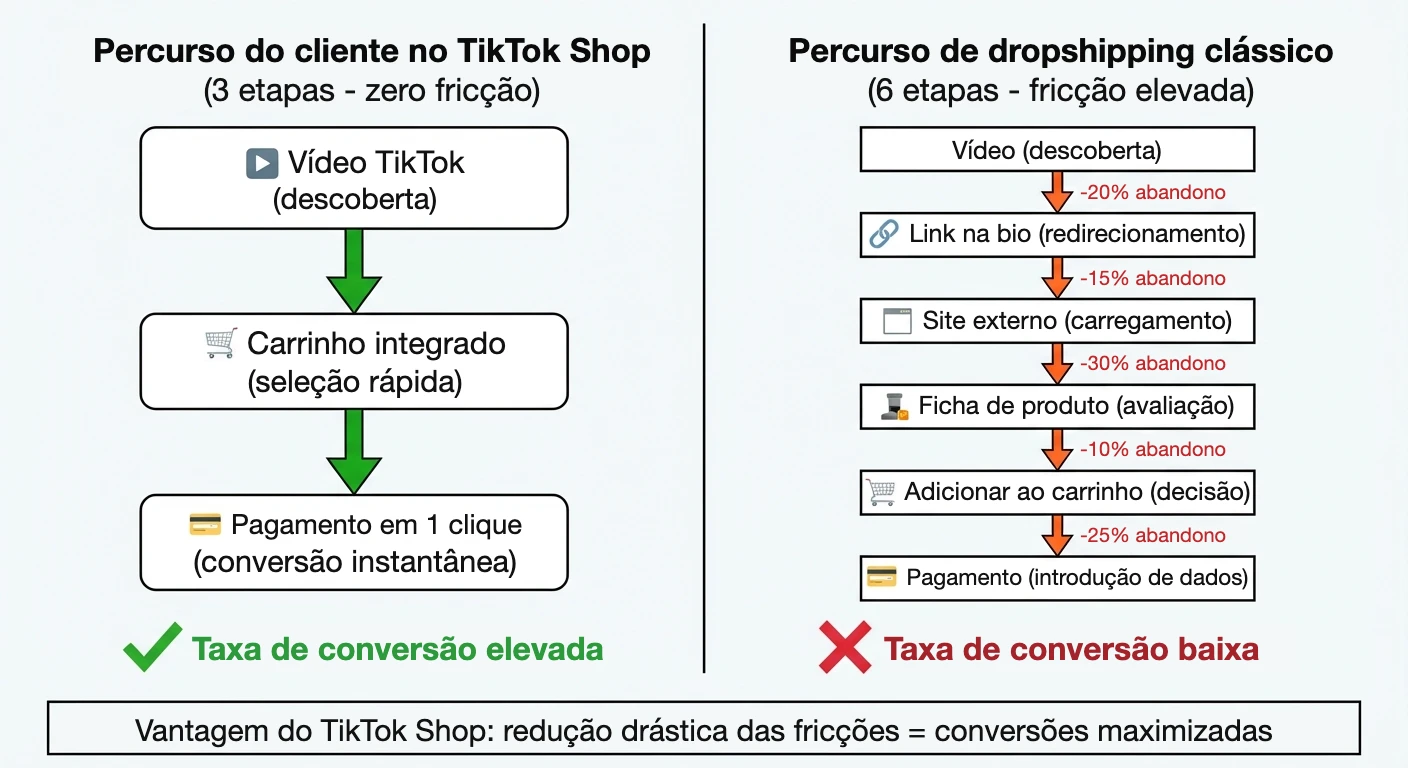 Percurso do cliente no TikTok Shop
(3 etapas - zero fricção)
Vídeo TikTok
(descoberta)
Carrinho integrado
(seleção rápida)
Pagamento em 1 clique
(conversão instantânea)
Taxa de conversão elevada
Percurso de dropshipping clássico
(6 etapas - fricção elevada)
Vídeo (descoberta)
-20% abandono
Link na bio (redirecionamento)
-15% abandono
Site externo (carregamento)
-30% abandono
Ficha de produto (avaliação)
-10% abandono
Adicionar ao carrinho (decisão)
-25% abandono
Pagamento (introdução de dados)
Taxa de conversão baixa
Vantagem do TikTok Shop: redução drástica das fricções = conversões maximizadas